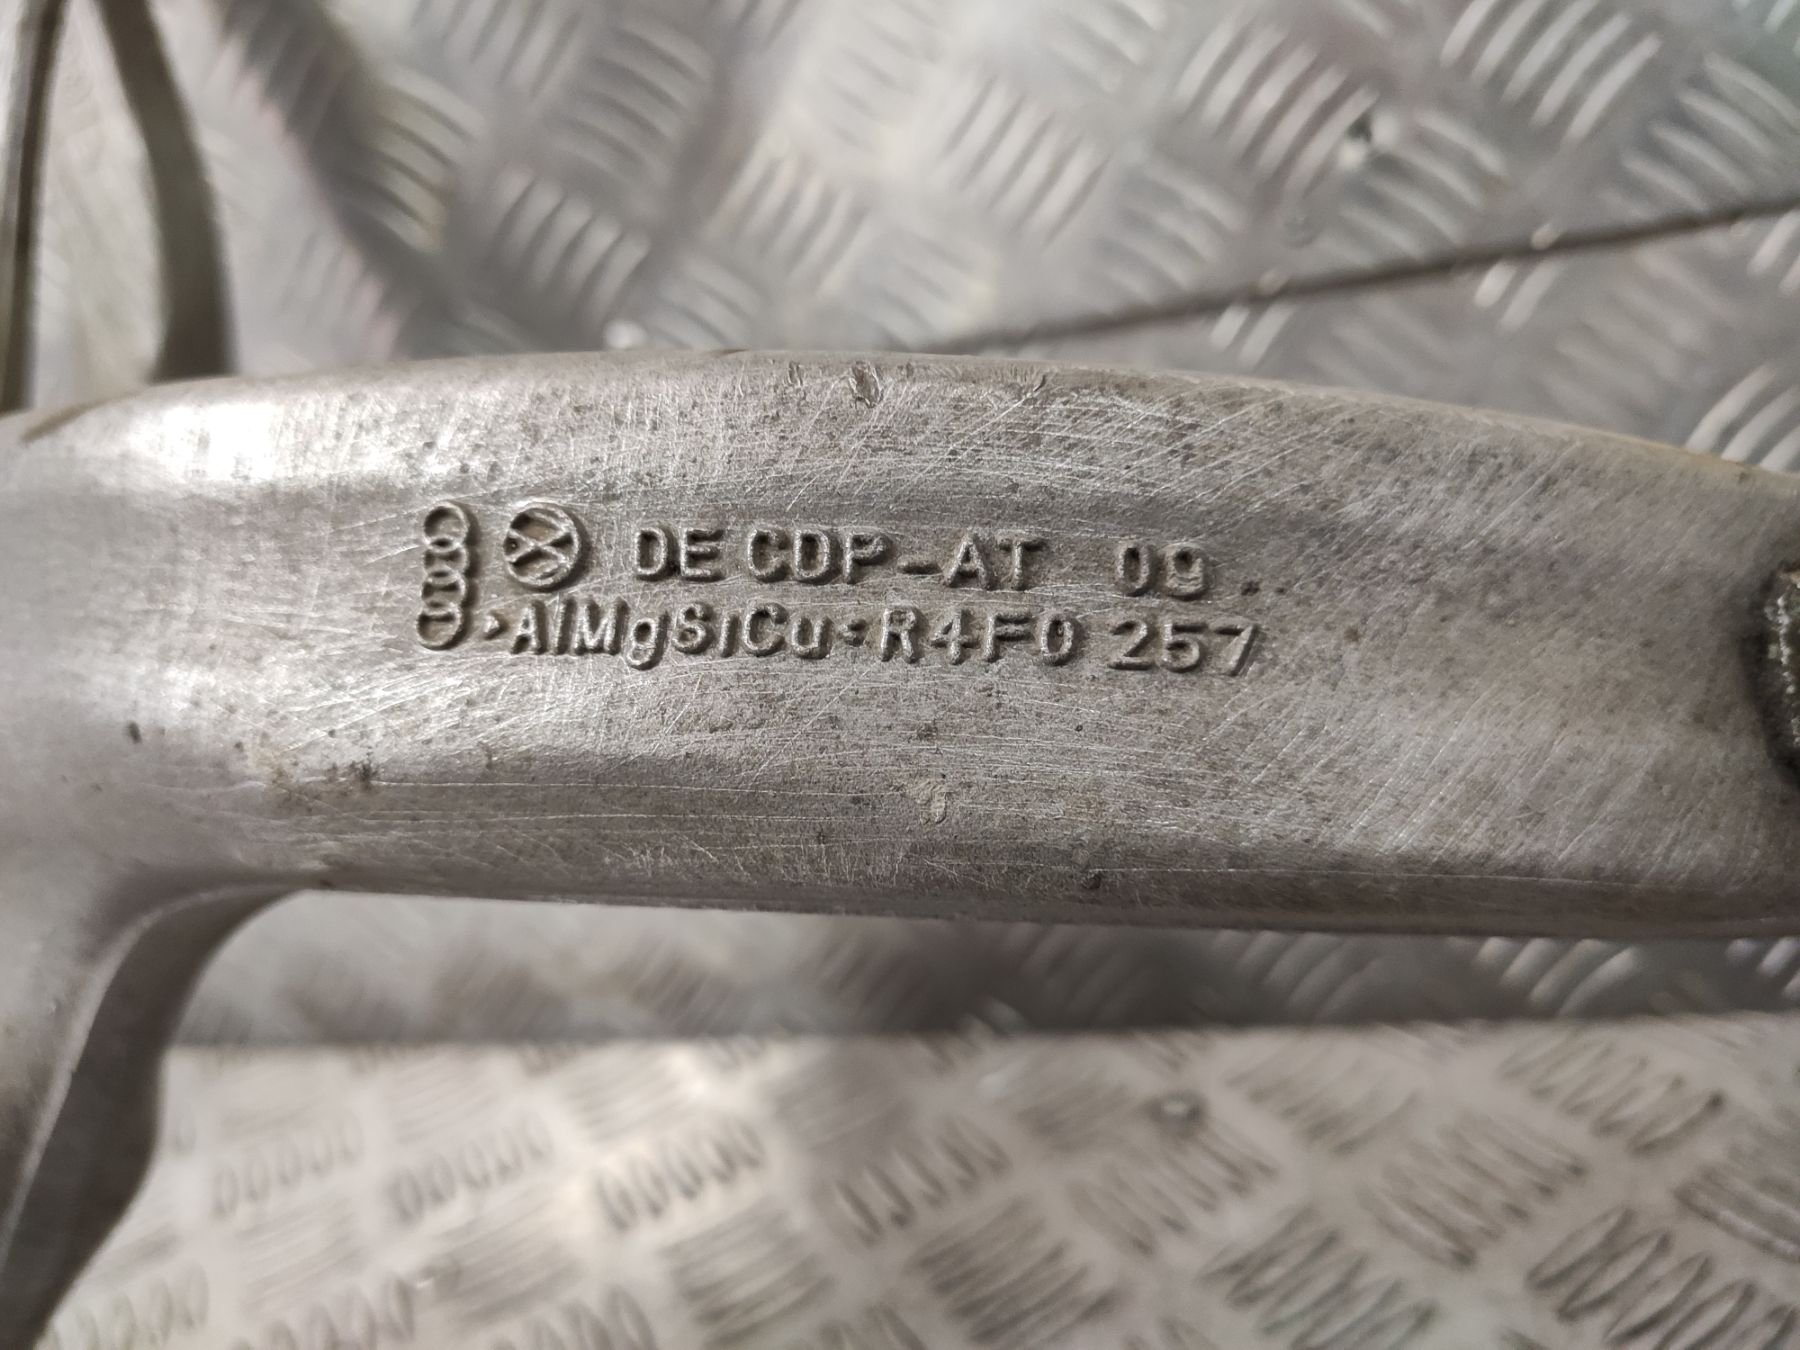 DE CDP-AT 09
>AlMgSiCu< R4F0 257